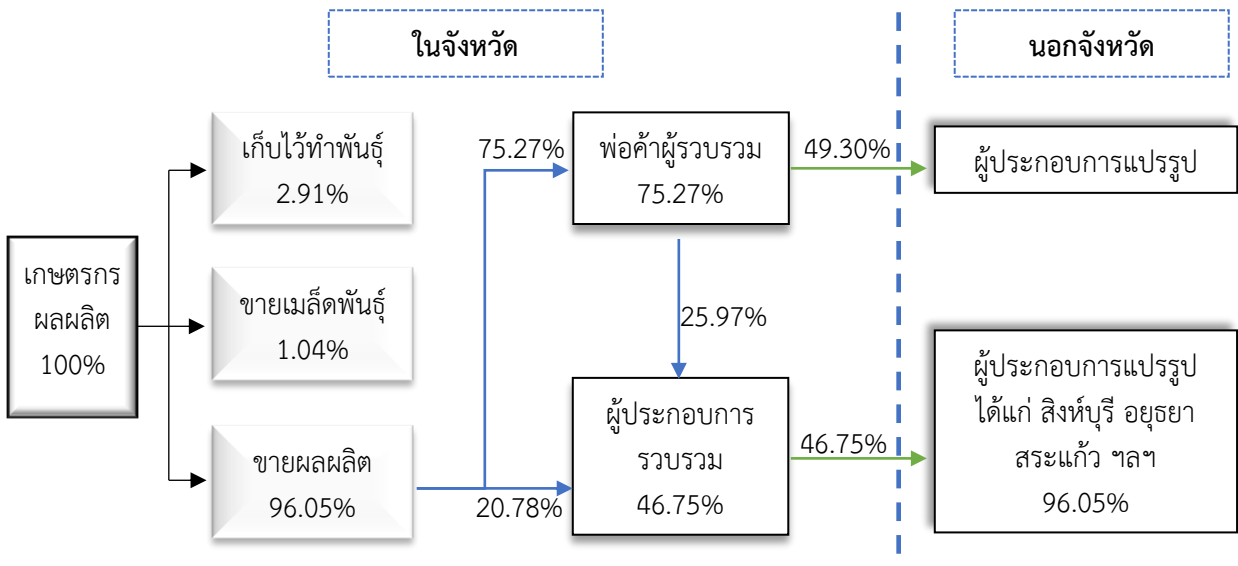 ในจังหวัด
นอกจังหวัด
เกษตรกร
ผลผลิต
100%
เก็บไว้ทำพันธุ์
2.91%
ขายเมล็ดพันธุ์
1.04%
ขายผลผลิต
96.05%
75.27%
20.78%
พ่อค้าผู้รวบรวม
75.27%
25.97%
ผู้ประกอบการ
รวบรวม
46.75%
49.30%
46.75%
ผู้ประกอบการแปรรูป
ผู้ประกอบการแปรรูป
ได้แก่ สิงห์บุรี อยุธยา
สระแก้ว ฯลฯ
96.05%